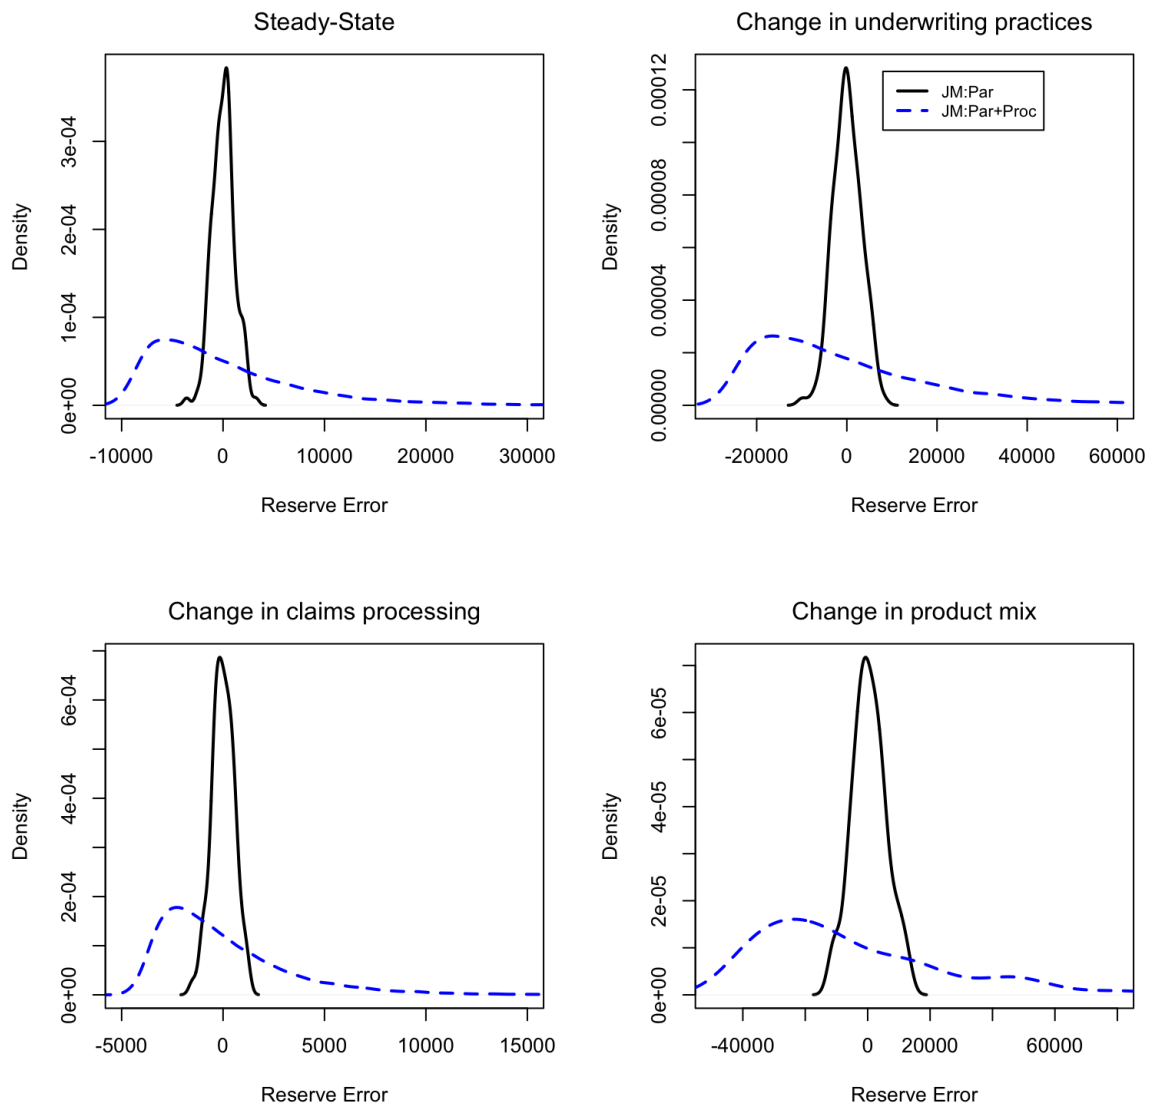 Steady-State
Density
0e+00
1e-04
2e-04
3e-04
-10000 0 10000 20000 30000
Reserve Error
Change in underwriting practices
JM:Par
JM:Par+Proc
Density
0.00000
0.00004
0.00008
0.00012
-20000 0 20000 40000 60000
Reserve Error
Change in claims processing
Density
0e+00
2e-04
4e-04
6e-04
-5000 0 5000 10000 15000
Reserve Error
Change in product mix
Density
0e+00
2e-05
4e-05
6e-05
-40000 0 20000 60000
Reserve Error